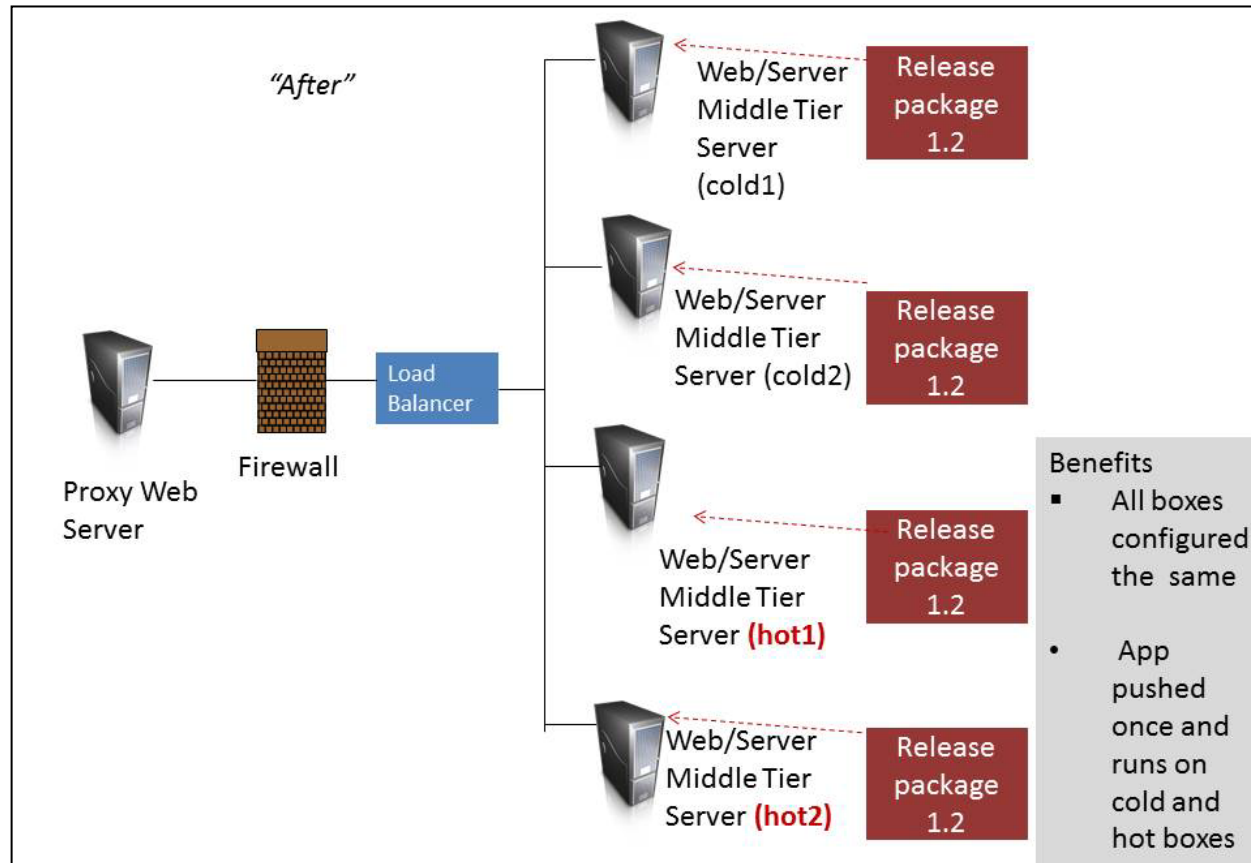 “After”
Web/Server
Middle Tier
Server
(cold1)
Release
package
1.2
Web/Server
Middle Tier
Server (cold2)
Release
package
1.2
Proxy Web
Server
Firewall
Load
Balancer
Web/Server
Middle Tier
Server (hot1)
Release
package
1.2
Web/Server
Middle Tier
Server (hot2)
Release
package
1.2
Benefits
▪ All boxes
configured
the same
• App
pushed
once and
runs on
cold and
hot boxes